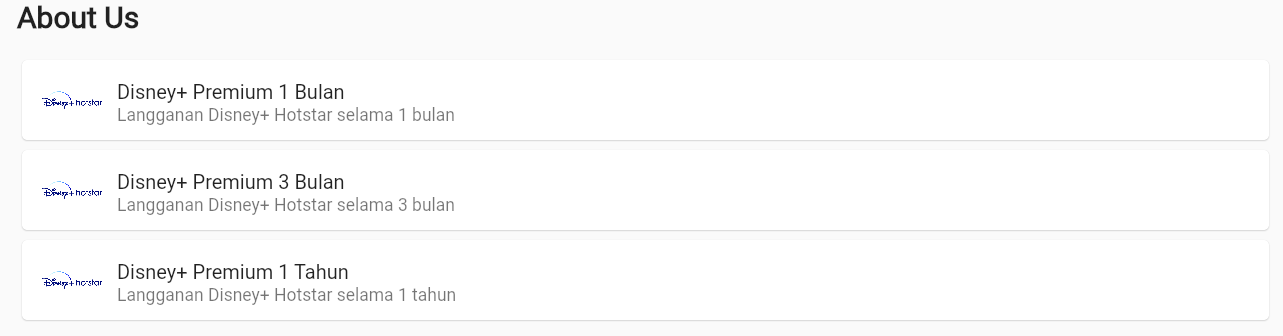 About Us
Disney+ hotstar
Disney+ Premium 1 Bulan
Langganan Disney+ Hotstar selama 1 bulan
Disney+ hotstar
Disney+ Premium 3 Bulan
Langganan Disney+ Hotstar selama 3 bulan
Disney+ hotstar
Disney+ Premium 1 Tahun
Langganan Disney+ Hotstar selama 1 tahun